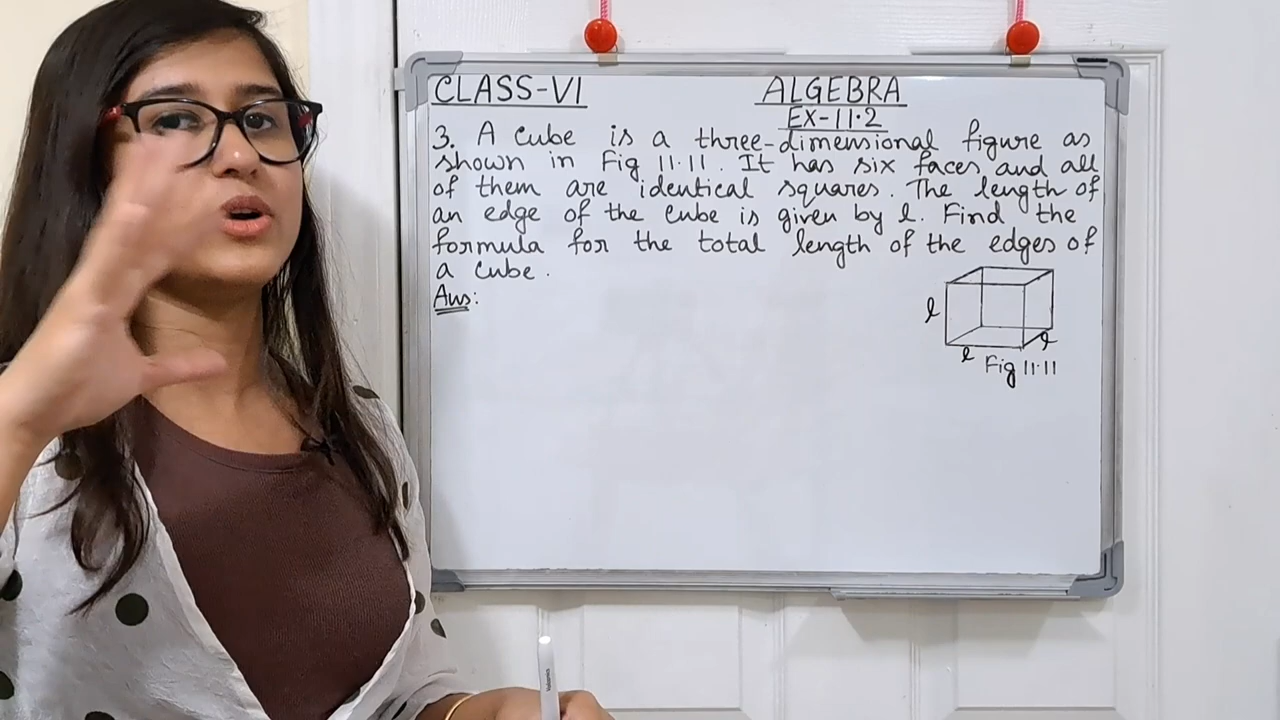 CLASS-VI
ALGEBRA
EX-11.2
3. A cube is a three-dimensional figure as
shown in Fig 11.11. It has six faces and all
of them are identical squares. The length of
an edge of the cube is given by l. Find the
formula for the total length of the edges of
a cube.
Ans:
l
l
l
Fig 11.11